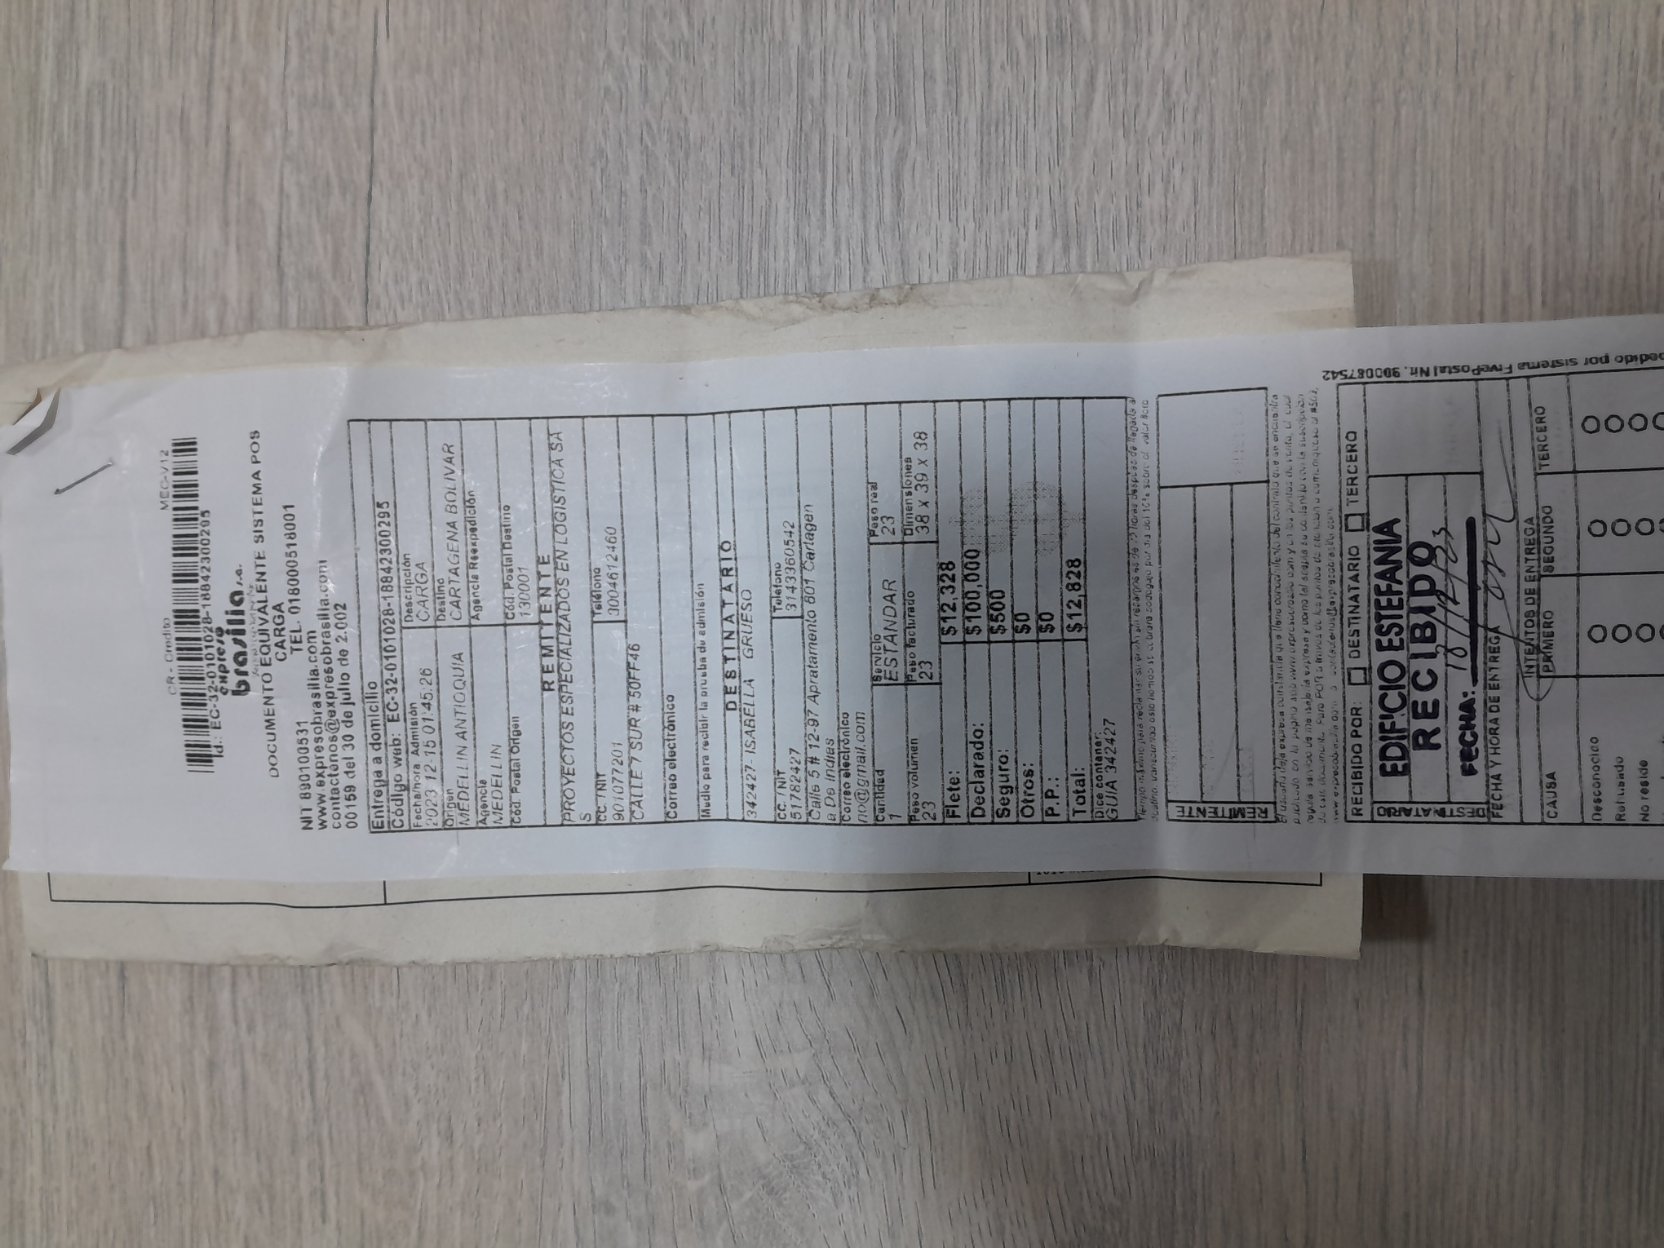 CR - Crédito MEC-V12
Id.: EC-32-0101028-18842300295
expreso
brasilia s.a.
DOCUMENTO EQUIVALENTE SISTEMA POS
CARGA
TEL. 018000518001
NIT 890100531
www.expresobrasilia.com
contactenos@expresobrasilia.com
00159 del 30 de julio de 2.002
Entrega a domicilio
Código web: EC-32-0101028-18842300295
Fecha/hora Admisión Descripción
2023 12-15 01:45:26 CARGA
Origen Destino
MEDELLIN ANTIOQUIA CARTAGENA BOLIVAR
Agencia Agencia Reexpedición
MEDELLIN
Cód. Postal Origen Cód. Postal Destino
130001
REMITENTE
PROYECTOS ESPECIALIZADOS EN LOGISTICA SA
S
CC. / NIT Teléfono
901077201 3004612460
CALLE 7 SUR # 50FF46
Correo electrónico
Medio para recibir la prueba de admisión
DESTINATARIO
342427- ISABELLA GRUESO
CC. / NIT Teléfono
51782427 3143360542
Calle 5 # 12-97 Apratamento 801 Cartagen
a De Indias
Correo electrónico
no@gmail.com
Cantidad Servicio Peso real
1 ESTANDAR 23
Peso volumen Peso facturado Dimensiones
23 23 38 x 39 x 38
Flete: $12,328
Declarado: $100,000
Seguro: $500
Otros: $0
P.P.: $0
Total: $12,828
Dice contener:
GUIA 342427
REMITENTE
RECIBIDO POR: DESTINATARIO TERCERO
DESTINATARIO
EDIFICIO ESTEFANIA
RECIBIDO
FECHA:
FECHA Y HORA DE ENTREGA
INTENTOS DE ENTREGA
CAUSA PRIMERO SEGUNDO TERCERO
Desconocido
Rehusado
No reside
pedido por sistema FivePostal Nit. 900087542